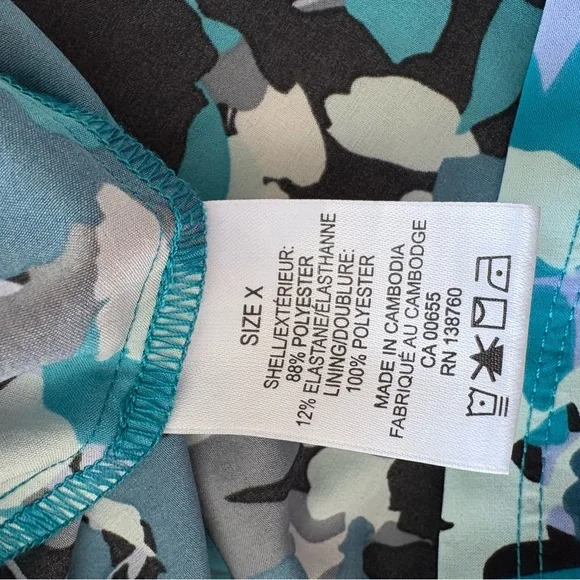 SIZE X
SHELL/EXTÉRIEUR:
88% POLYESTER
12% ELASTANE/ÉLASTHANNE
LINING/DOUBLURE:
100% POLYESTER
MADE IN CAMBODIA
FABRIQUÉ AU CAMBODGE
CA 00655
RN 138760